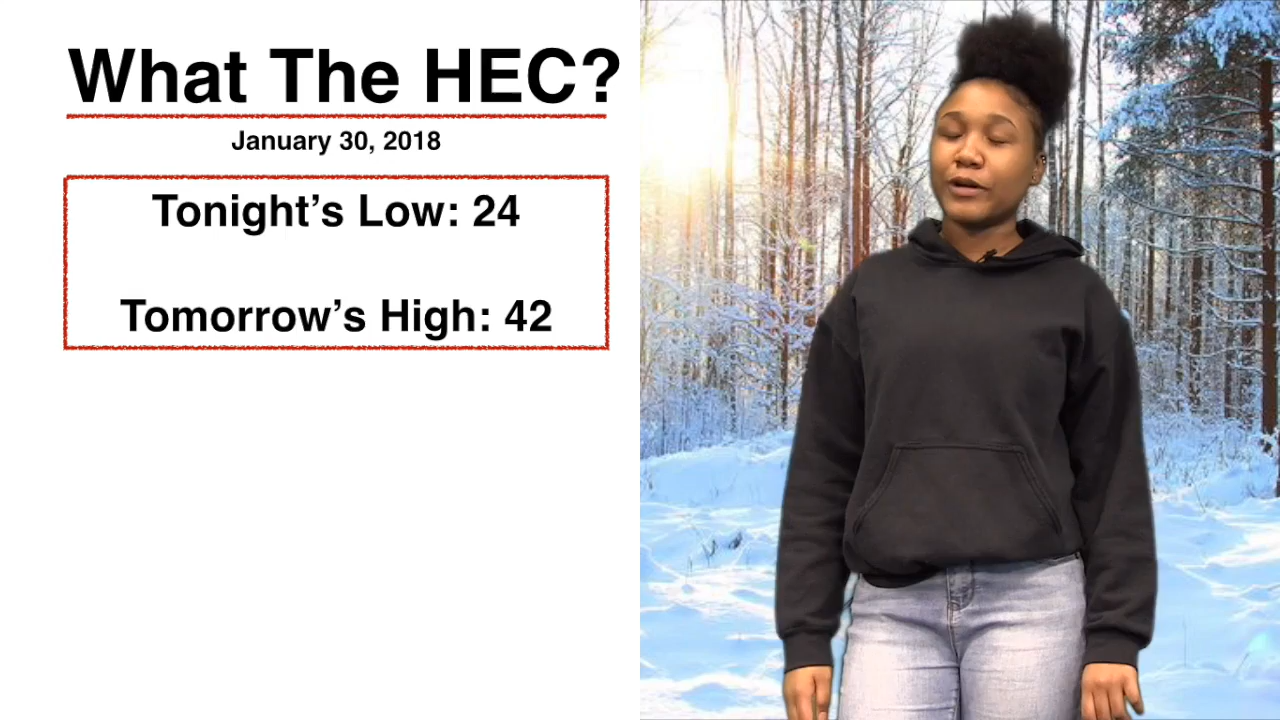 What The HEC?
January 30, 2018
Tonight’s Low: 24
Tomorrow’s High: 42